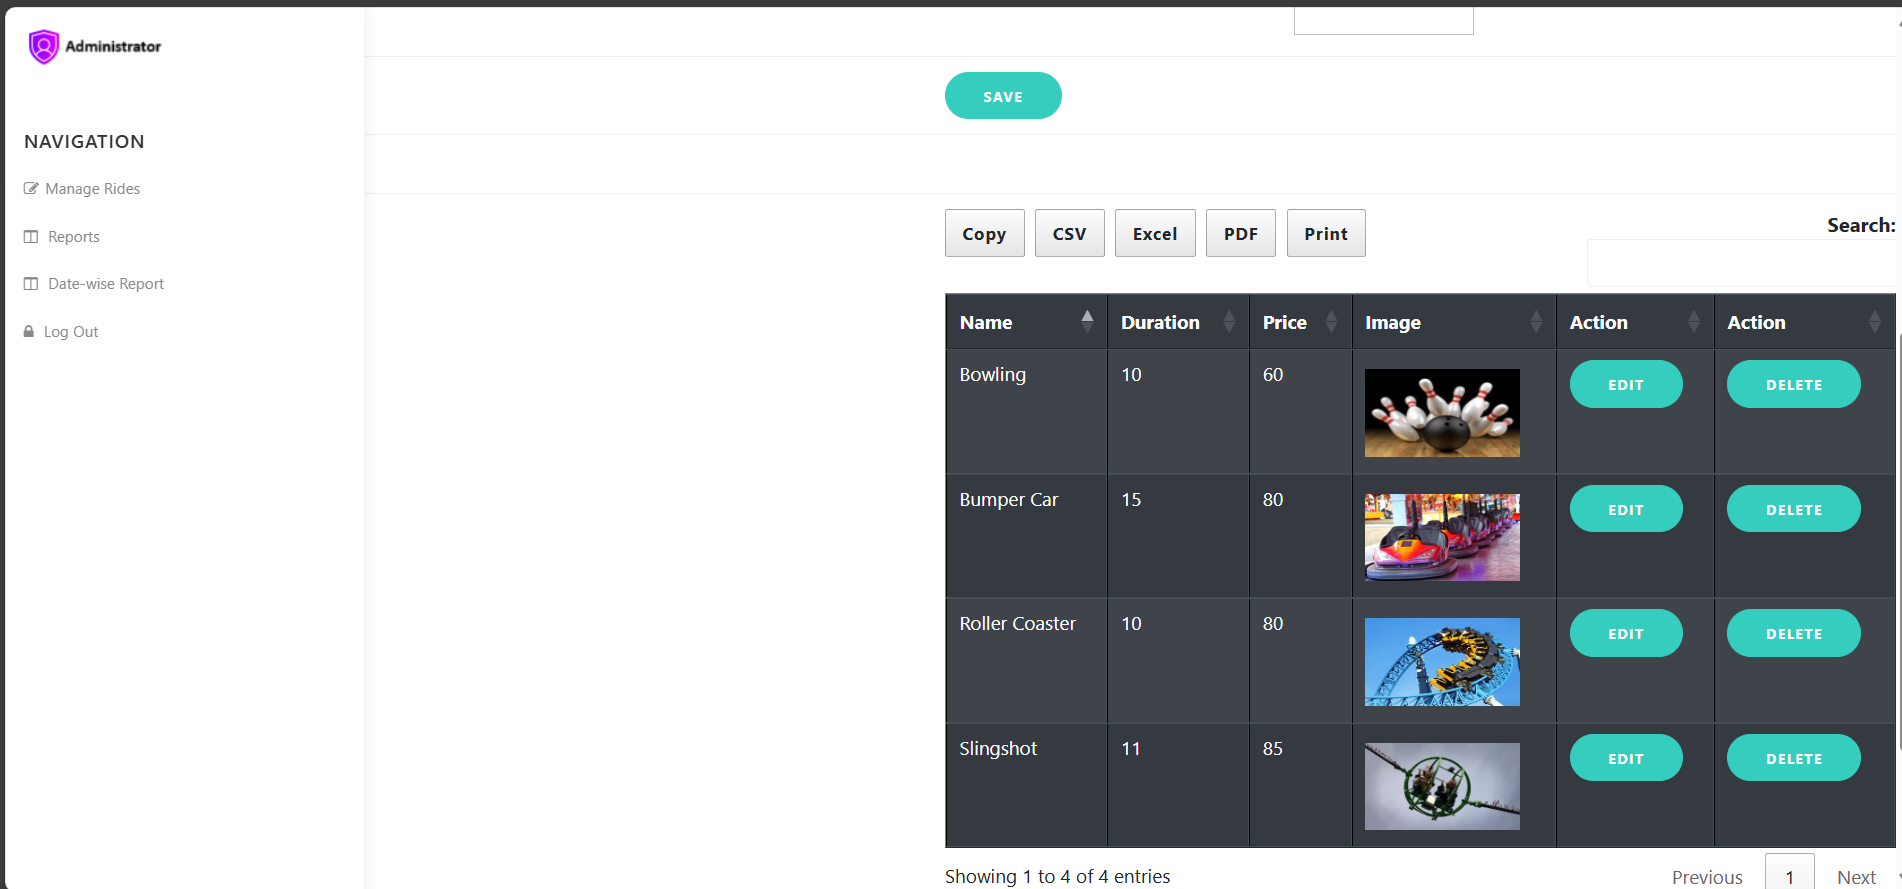 Administrator
NAVIGATION
Manage Rides
Reports
Date-wise Report
Log Out
SAVE
Copy CSV Excel PDF Print
Search:
Name Duration Price Image Action Action
Bowling 10 60 EDIT DELETE
Bumper Car 15 80 EDIT DELETE
Roller Coaster 10 80 EDIT DELETE
Slingshot 11 85 EDIT DELETE
Showing 1 to 4 of 4 entries
Previous 1 Next